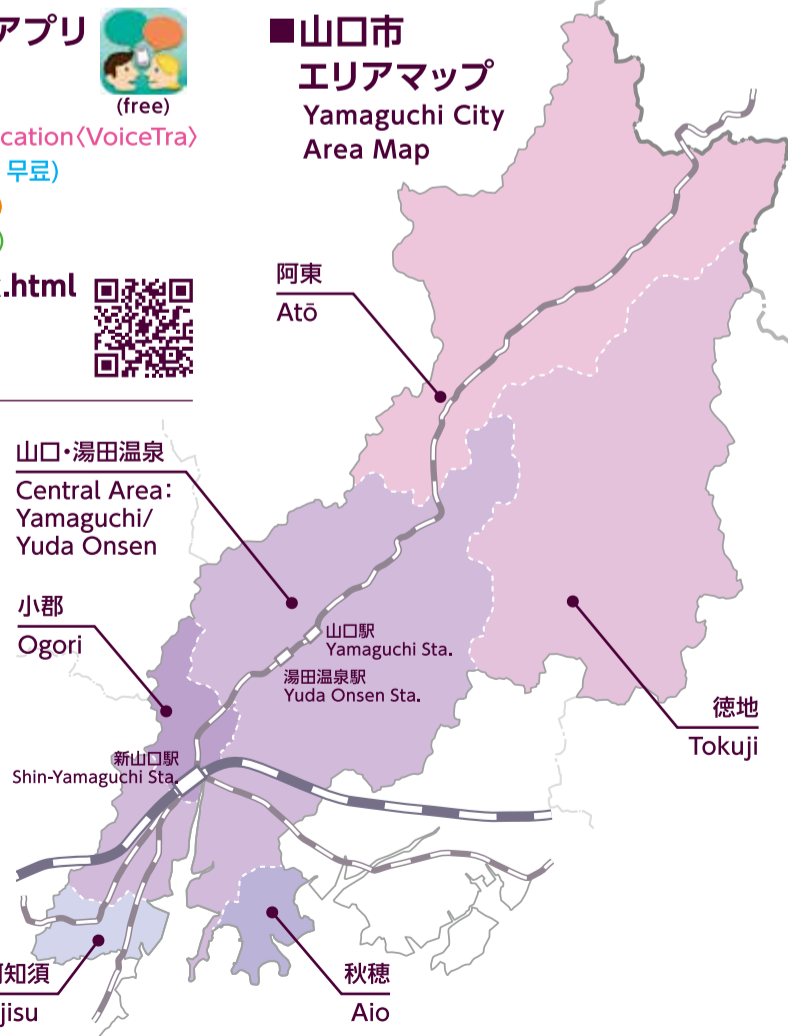 アプリ
(free)
cation〈VoiceTra〉
무료)
)
)
.html
■山口市
エリアマップ
Yamaguchi City
Area Map
阿東
Atō
山口・湯田温泉
Central Area:
Yamaguchi/
Yuda Onsen
小郡
Ogori
山口駅
Yamaguchi Sta.
湯田温泉駅
Yuda Onsen Sta.
徳地
Tokuji
新山口駅
Shin-Yamaguchi Sta.
知須
jisu
秋穂
Aio